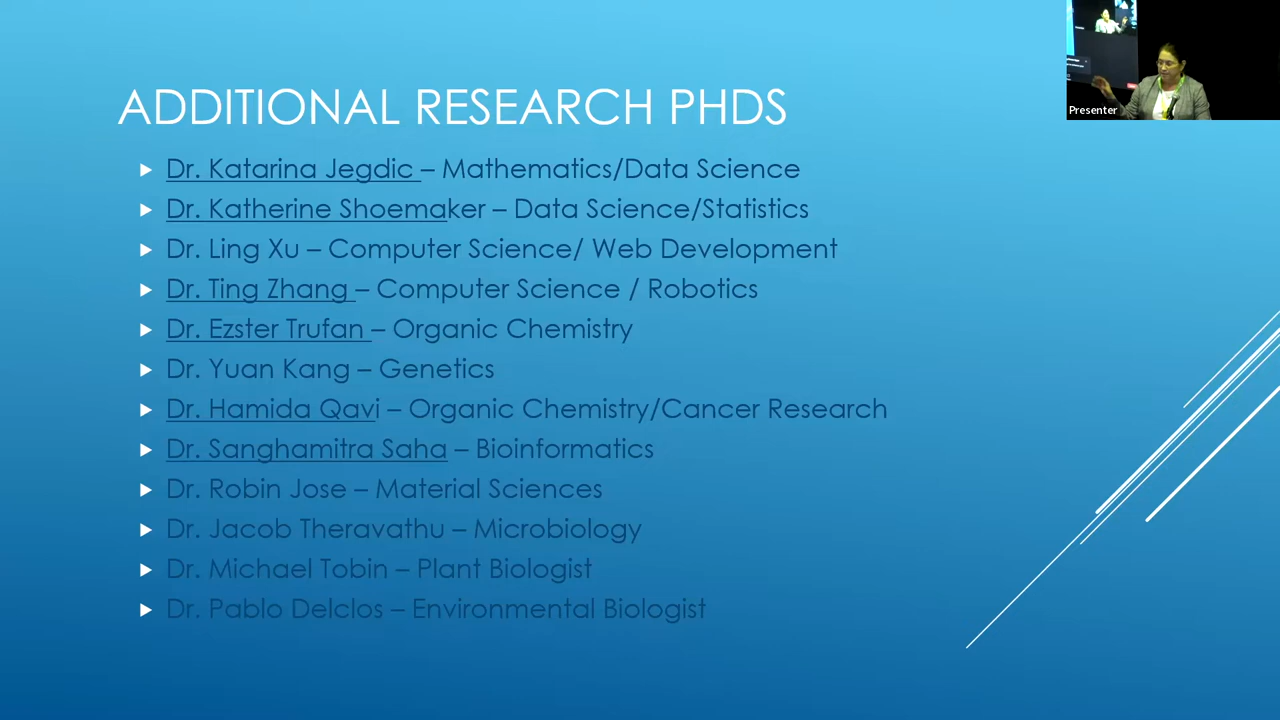 ADDITIONAL RESEARCH PHDS
Dr. Katarina Jegdic – Mathematics/Data Science
Dr. Katherine Shoemaker – Data Science/Statistics
Dr. Ling Xu – Computer Science/ Web Development
Dr. Ting Zhang – Computer Science / Robotics
Dr. Ezster Trufan – Organic Chemistry
Dr. Yuan Kang – Genetics
Dr. Hamida Qavi – Organic Chemistry/Cancer Research
Dr. Sanghamitra Saha – Bioinformatics
Dr. Robin Jose – Material Sciences
Dr. Jacob Theravathu – Microbiology
Dr. Michael Tobin – Plant Biologist
Dr. Pablo Delclos – Environmental Biologist
Presenter